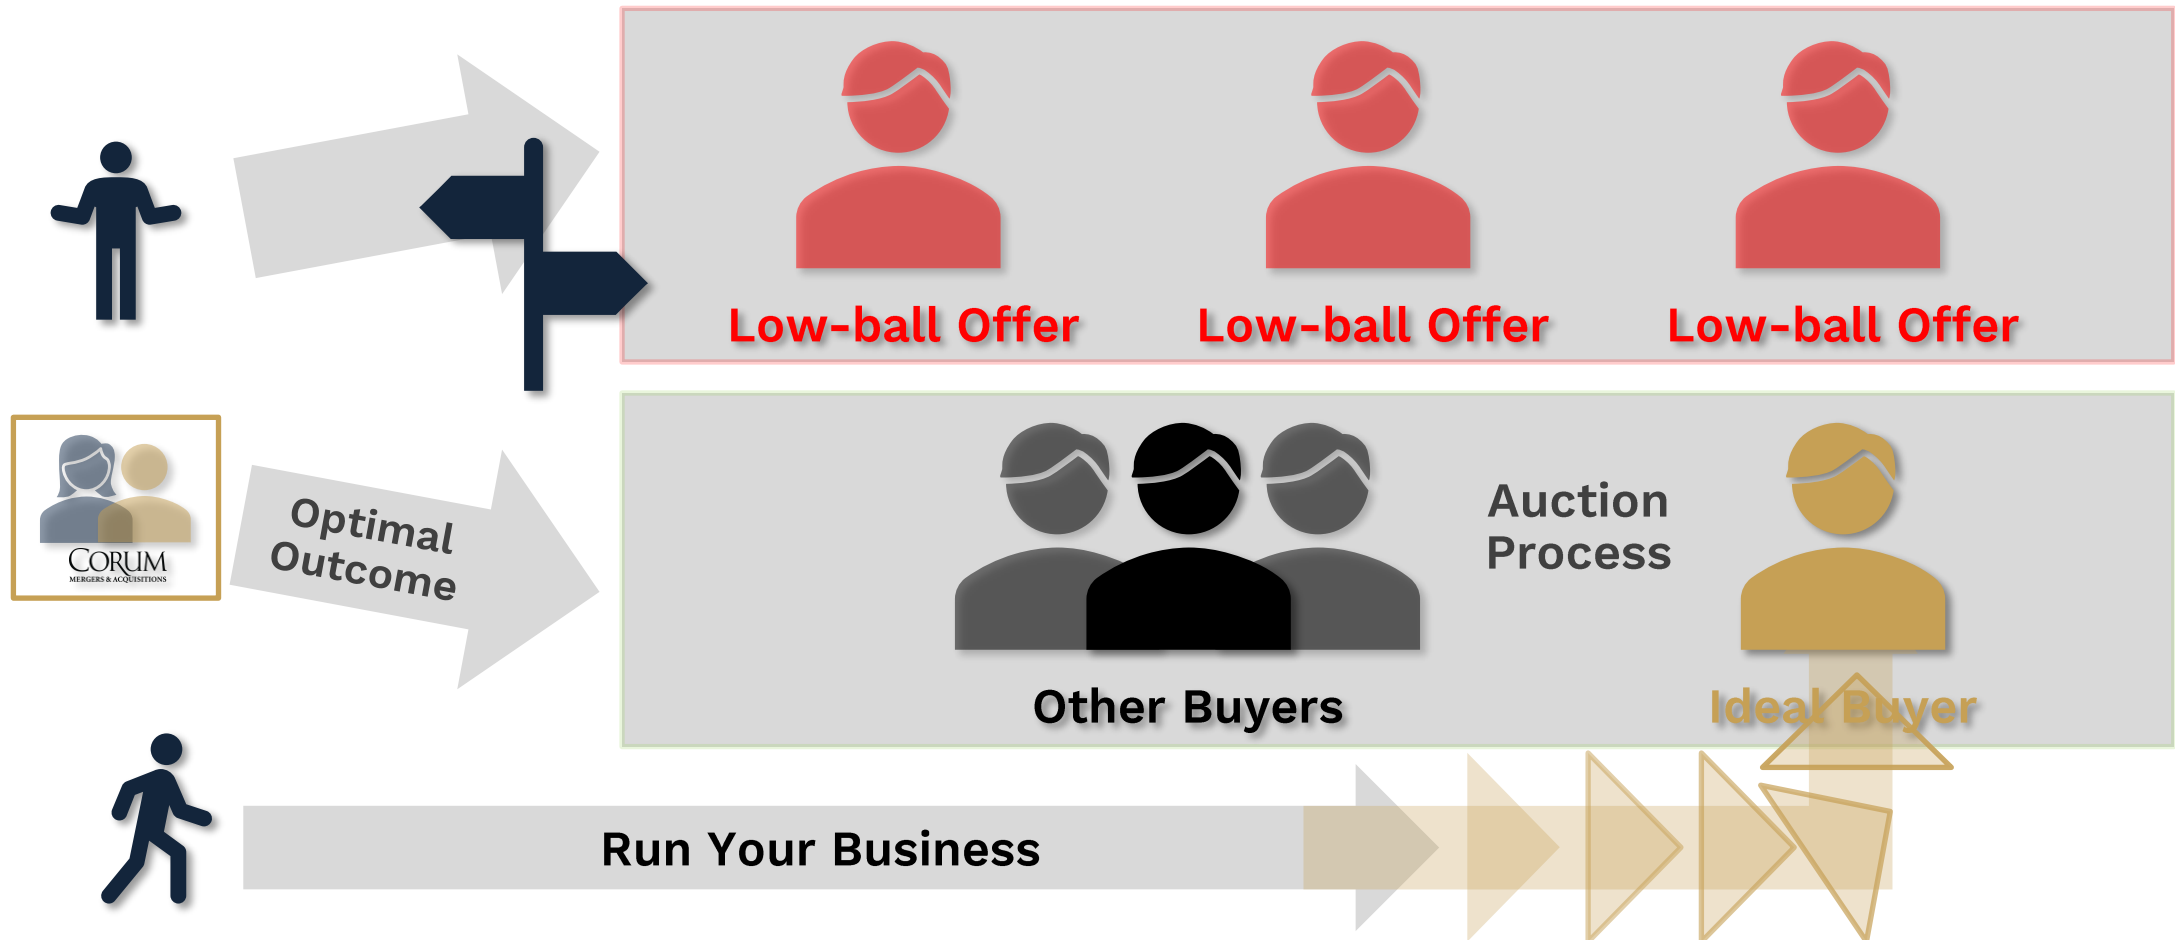 Low-ball Offer
Low-ball Offer
Low-ball Offer
CORUM
MERGERS & ACQUISITIONS
Optimal
Outcome
Auction
Process
Other Buyers
Ideal Buyer
Run Your Business